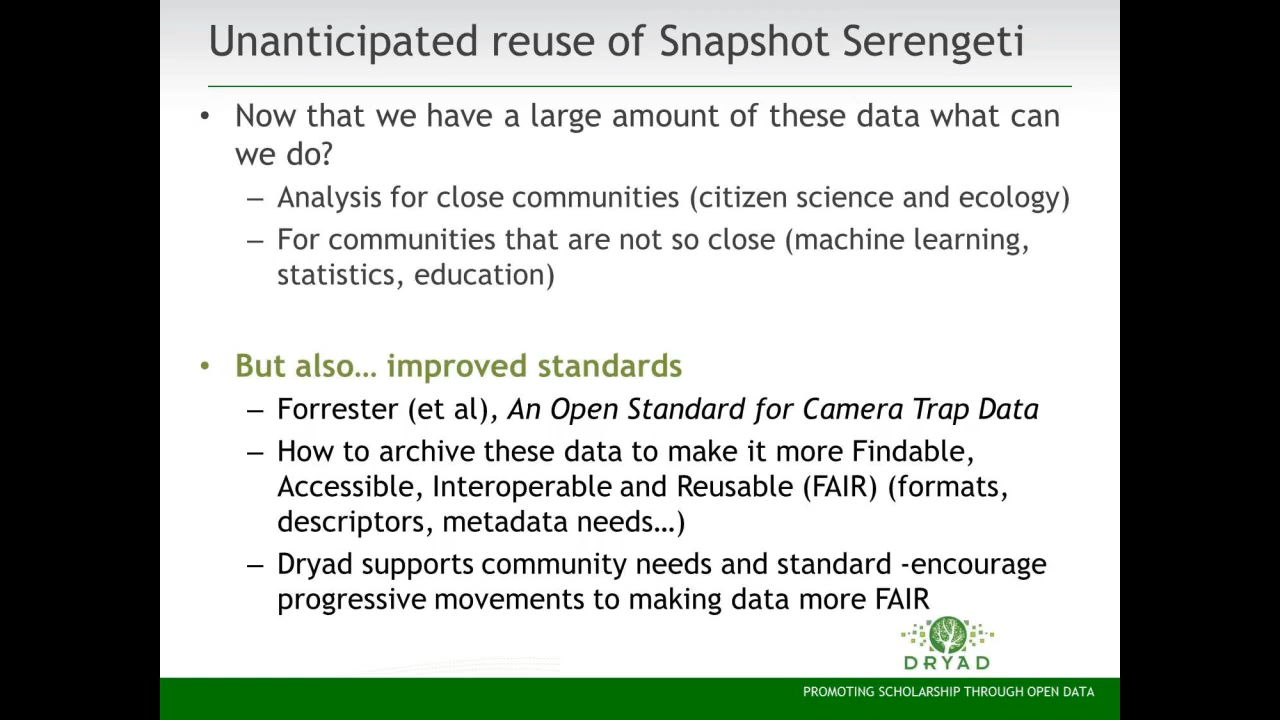 Unanticipated reuse of Snapshot Serengeti
• Now that we have a large amount of these data what can
we do?
– Analysis for close communities (citizen science and ecology)
– For communities that are not so close (machine learning,
statistics, education)
• But also… improved standards
– Forrester (et al), An Open Standard for Camera Trap Data
– How to archive these data to make it more Findable,
Accessible, Interoperable and Reusable (FAIR) (formats,
descriptors, metadata needs…)
– Dryad supports community needs and standard -encourage
progressive movements to making data more FAIR
DRYAD
PROMOTING SCHOLARSHIP THROUGH OPEN DATA